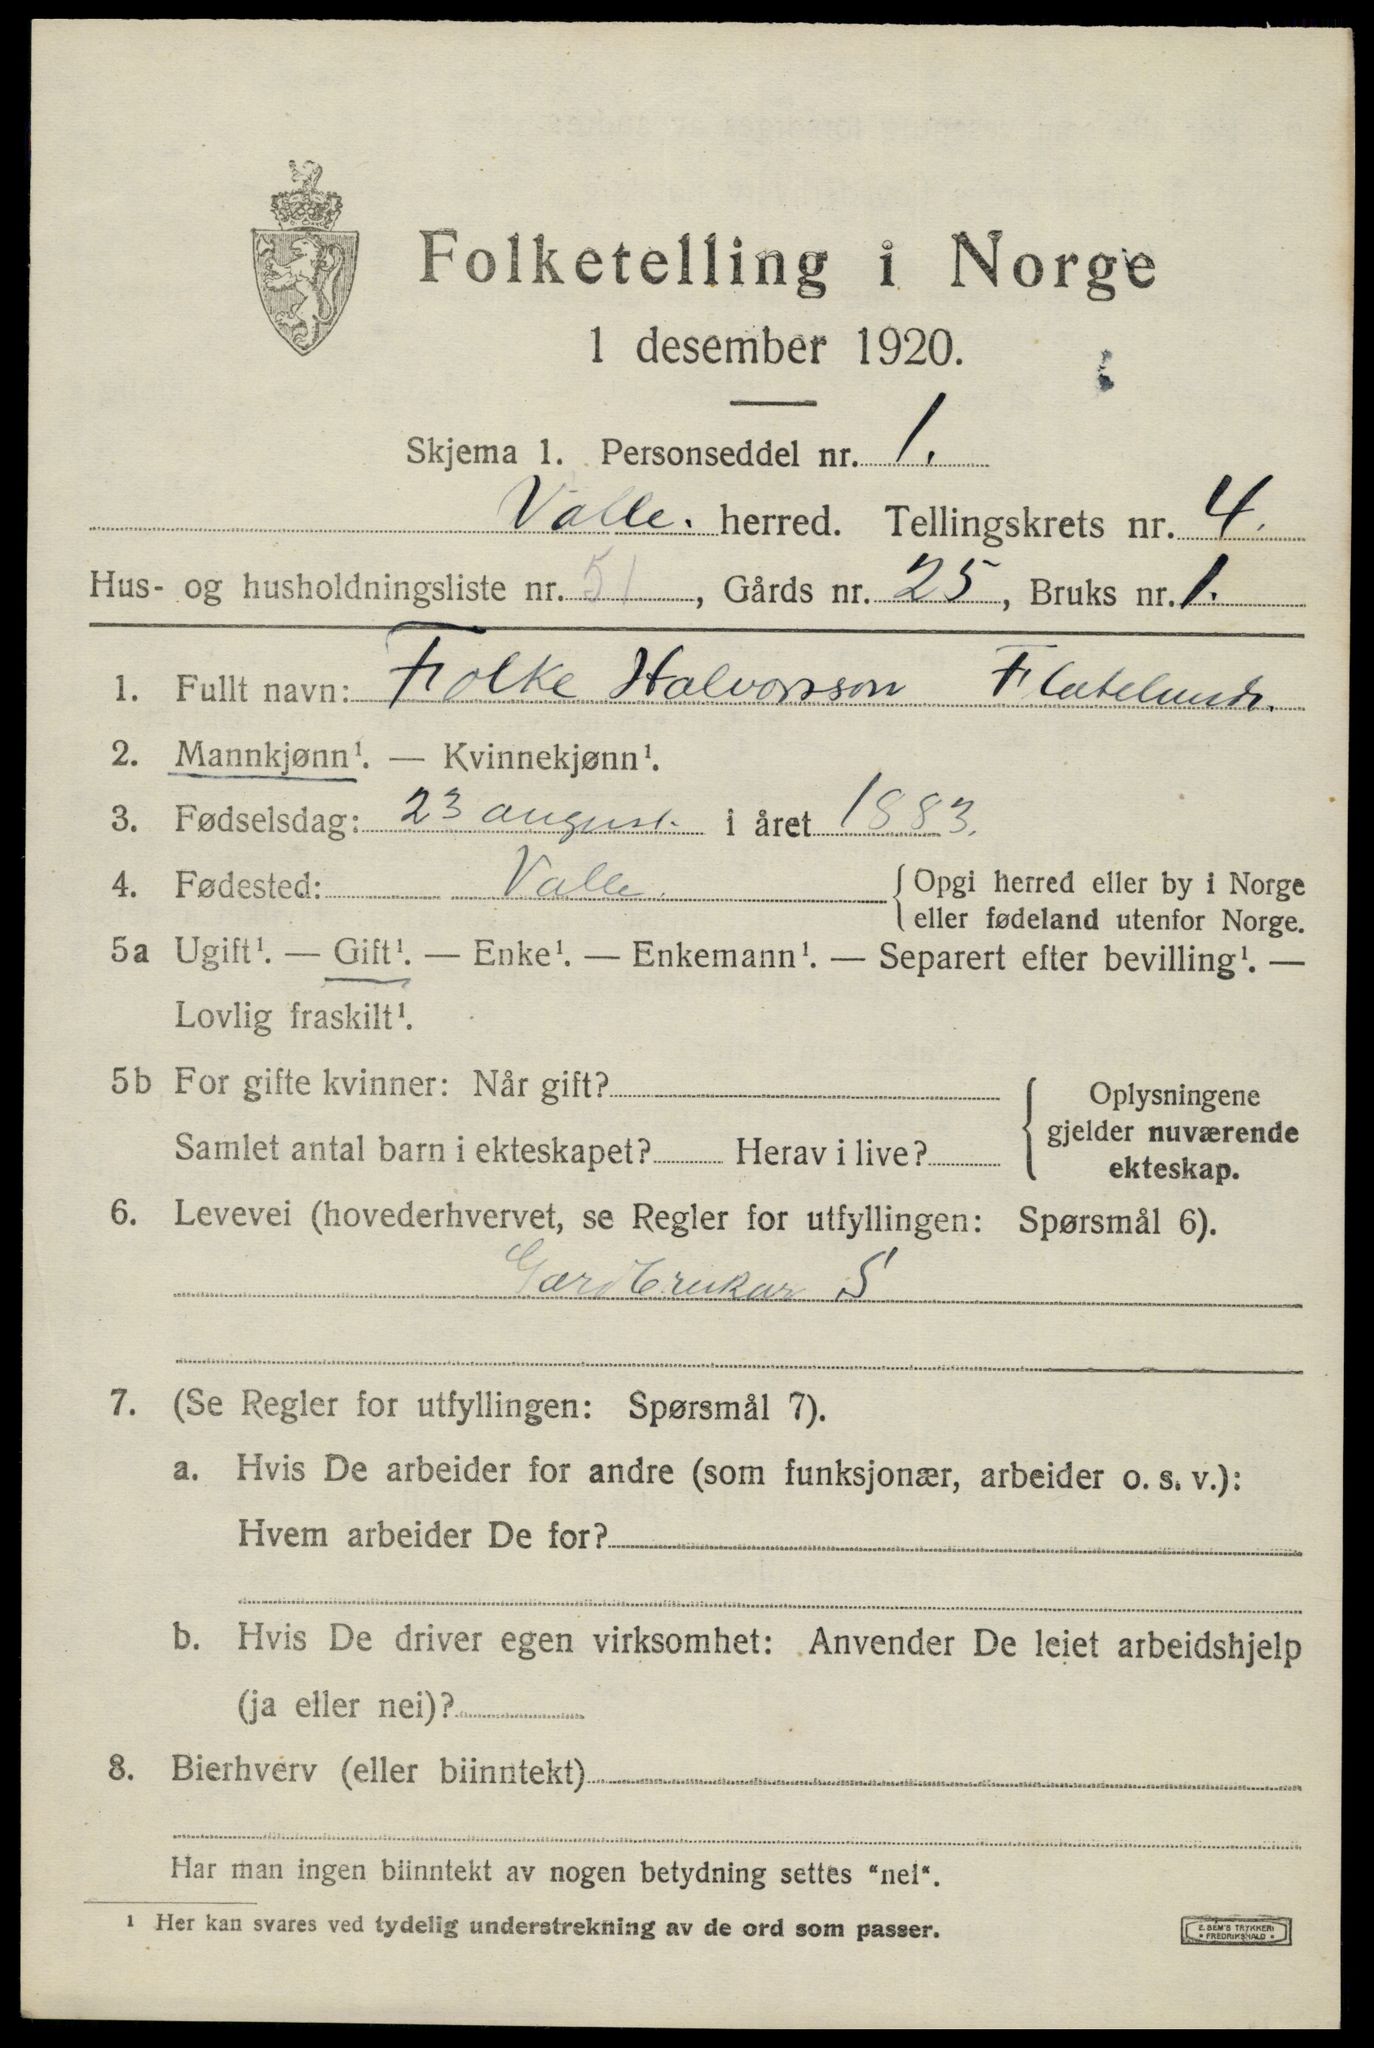 Folketelling i Norge
1 desember 1920.
Skjema 1. Personseddel nr. 1.
Valle. herred. Tellingskrets nr. 4.
Hus- og husholdningsliste nr. 51, Gårds nr. 25, Bruks nr. 1.
1. Fullt navn: Folke Halvorsson Flatelund.
2. Mannkjønn¹. — Kvinnekjønn¹.
3. Fødselsdag: 23 august. i året 1883.
4. Fødested: Valle. { Opgi herred eller by i Norge
eller fødeland utenfor Norge.
5a Ugift¹. — Gift¹. — Enke¹. — Enkemann¹. — Separert efter bevilling¹. —
Lovlig fraskilt¹.
5b For gifte kvinner: Når gift?
Samlet antal barn i ekteskapet? Herav i live?
{ Oplysningene
gjelder nuværende
ekteskap.
6. Levevei (hovederhvervet, se Regler for utfyllingen: Spørsmål 6).
Gardbrukar S
7. (Se Regler for utfyllingen: Spørsmål 7).
a. Hvis De arbeider for andre (som funksjonær, arbeider o. s. v.):
Hvem arbeider De for?
b. Hvis De driver egen virksomhet: Anvender De leiet arbeidshjelp
(ja eller nei)?
8. Bierhverv (eller biinntekt)
Har man ingen biinntekt av nogen betydning settes "nei".
¹ Her kan svares ved tydelig understrekning av de ord som passer.
E. SEM'S TRYKKERI
• FREDRIKSHALD •